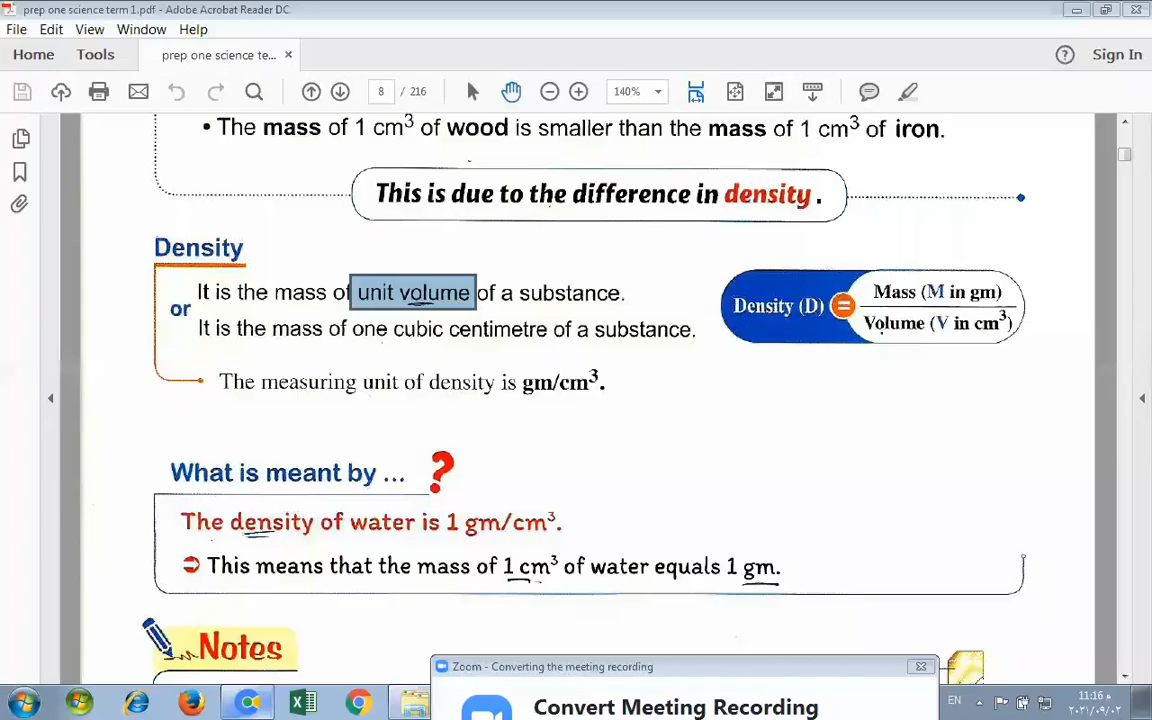 prep one science term 1.pdf - Adobe Acrobat Reader DC
File Edit View Window Help
Home Tools prep one science te... × Sign In
8 / 216 140%
• The mass of 1 cm³ of wood is smaller than the mass of 1 cm³ of iron.
This is due to the difference in density.
Density
It is the mass of unit volume of a substance.
or
It is the mass of one cubic centimetre of a substance.
Density (D) = Mass (M in gm)
Volume (V in cm³)
The measuring unit of density is gm/cm³.
What is meant by ... ?
The density of water is 1 gm/cm³.
This means that the mass of 1 cm³ of water equals 1 gm.
Notes
Zoom - Converting the meeting recording
Convert Meeting Recording
EN
11:16 ص
٢٠٢١/٠٩/٠٢